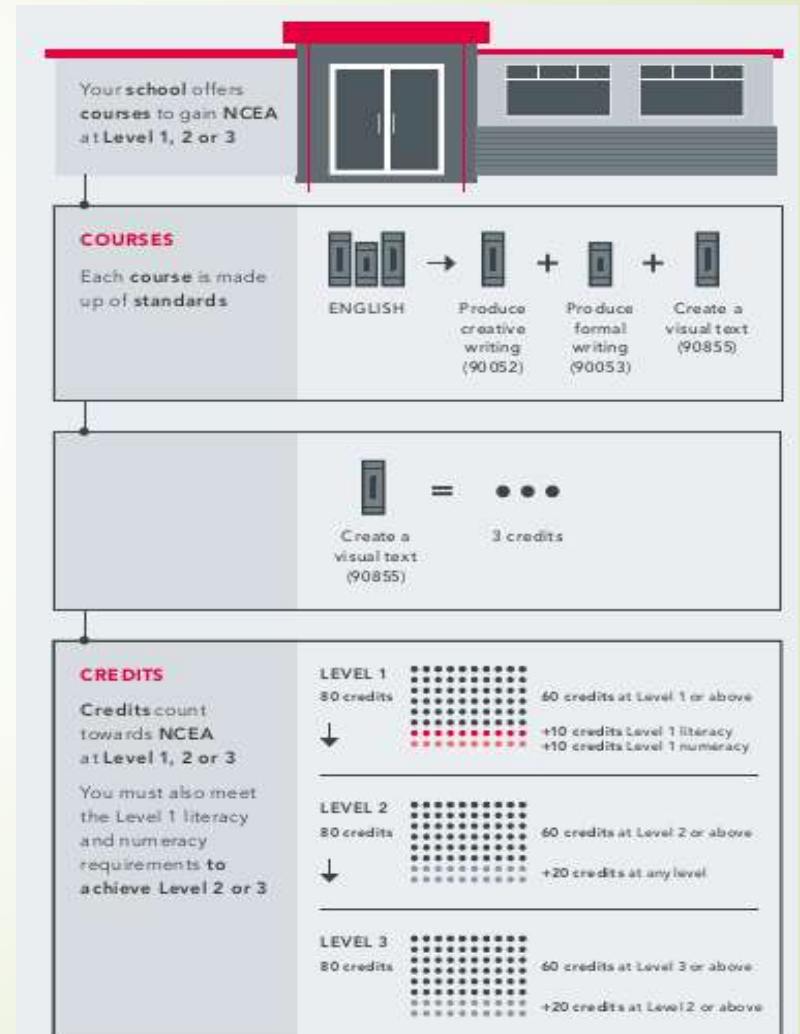 Your school offers
courses to gain NCEA
at Level 1, 2 or 3
COURSES
Each course is made
up of standards
ENGLISH
Produce
creative
writing
(90052)
Produce
formal
writing
(90053)
Create a
visual text
(90855)
Create a
visual text
(90855)
3 credits
CREDITS
Credits count
towards NCEA
at Level 1, 2 or 3
You must also meet
the Level 1 literacy
and numeracy
requirements to
achieve Level 2 or 3
LEVEL 1
80 credits
60 credits at Level 1 or above
+10 credits Level 1 literacy
+10 credits Level 1 numeracy
LEVEL 2
80 credits
60 credits at Level 2 or above
+20 credits at any level
LEVEL 3
80 credits
60 credits at Level 3 or above
+20 credits at Level 2 or above